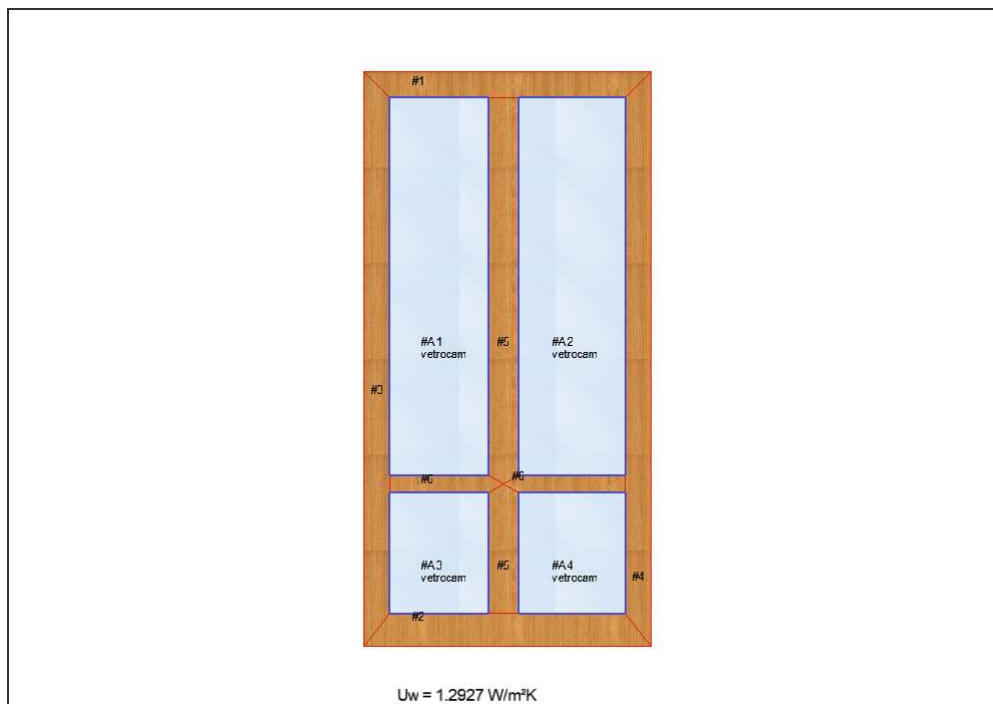 #1
#A1
vetrocam
#5
#A2
vetrocam
#3
#6
#6
#A3
vetrocam
#5
#A4
vetrocam
#4
#2
Uw = 1.2927 W/m²K